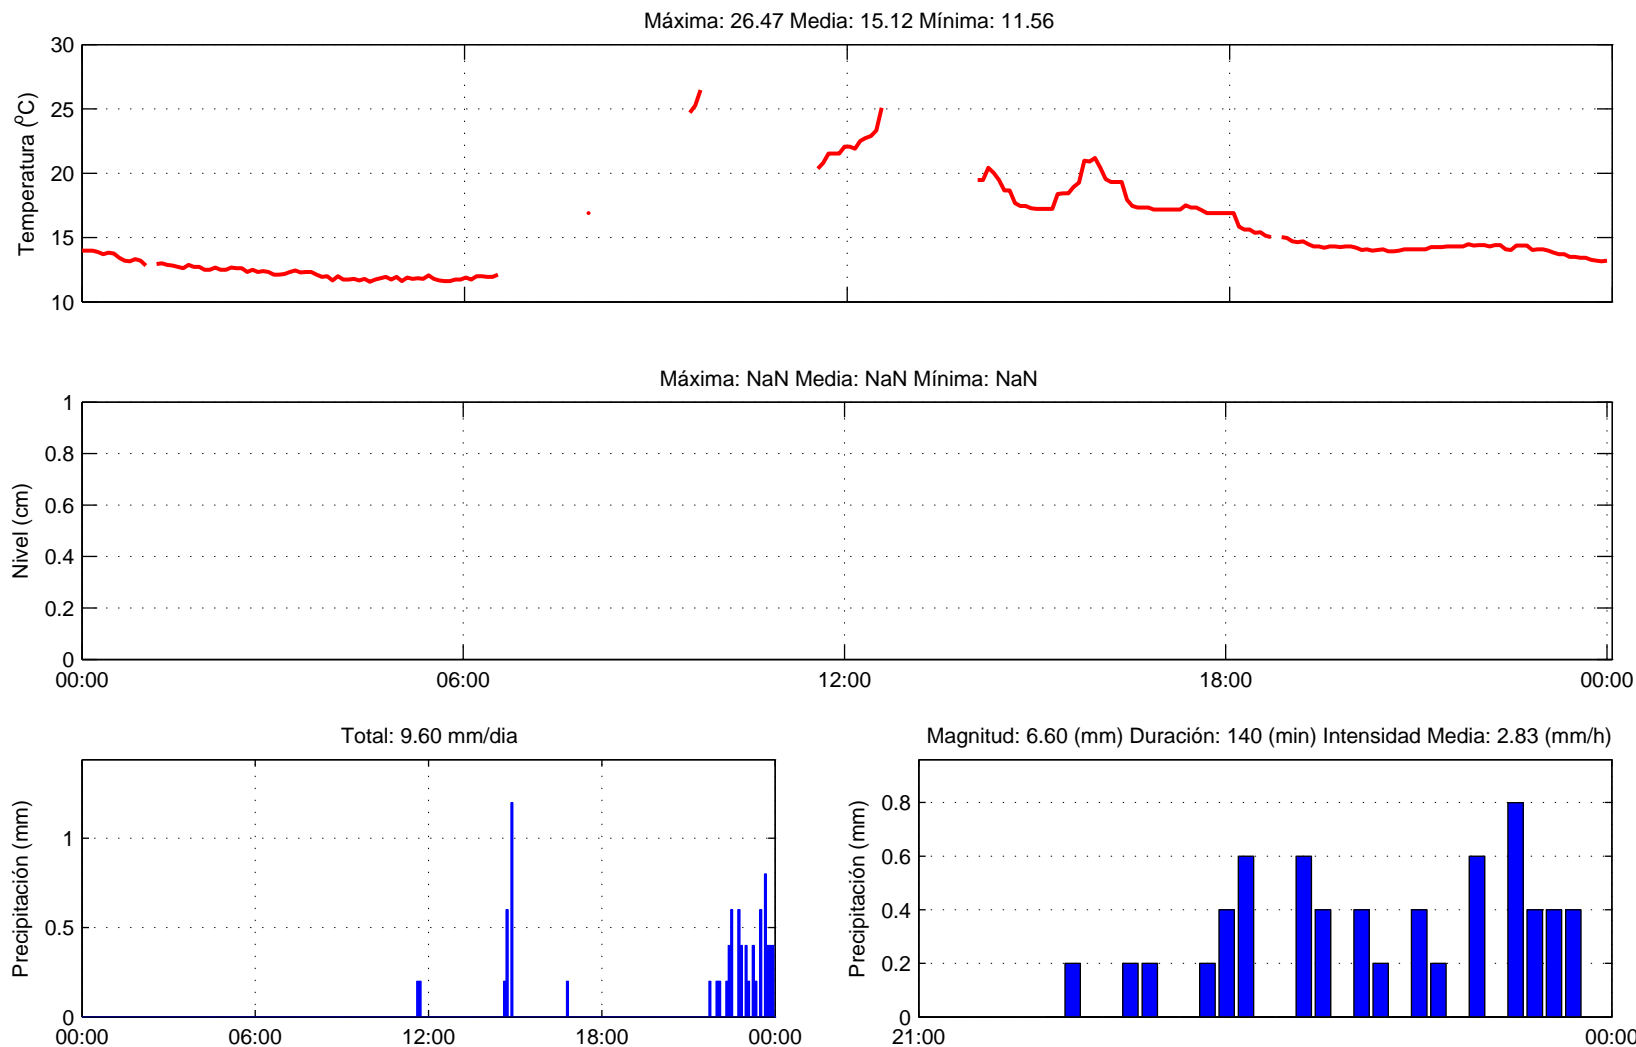 Máxima: 26.47 Media: 15.12 Mínima: 11.56
Temperatura (ºC)
30
25
20
15
10
Máxima: NaN Media: NaN Mínima: NaN
Nivel (cm)
1
0.8
0.6
0.4
0.2
0
00:00 06:00 12:00 18:00 00:00
Total: 9.60 mm/dia
Precipitación (mm)
1
0.5
0
00:00 06:00 12:00 18:00 00:00
Magnitud: 6.60 (mm) Duración: 140 (min) Intensidad Media: 2.83 (mm/h)
Precipitación (mm)
0.8
0.6
0.4
0.2
0
21:00 00:00